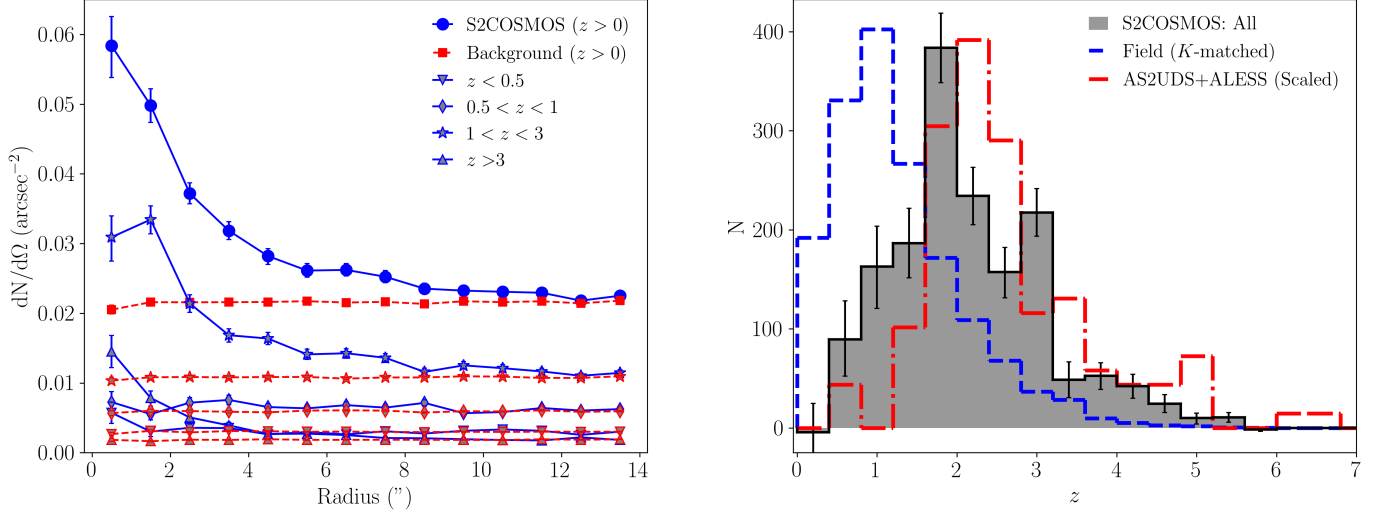 S2COSMOS (z > 0)
Background (z > 0)
z < 0.5
0.5 < z < 1
1 < z < 3
z >3
0.06
0.05
0.04
0.03
0.02
0.01
0.00
dN/dΩ (arcsec⁻²)
0 2 4 6 8 10 12 14
Radius (")
S2COSMOS: All
Field (K-matched)
AS2UDS+ALESS (Scaled)
400
300
200
100
0
N
0 1 2 3 4 5 6 7
z